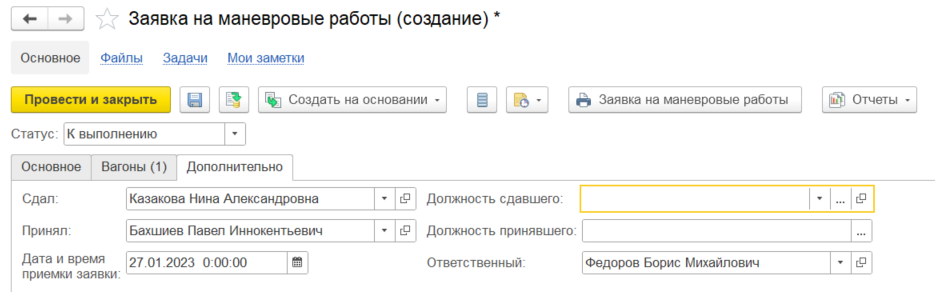 Заявка на маневровые работы (создание) *
Основное Файлы Задачи Мои заметки
Провести и закрыть Создать на основании Заявка на маневровые работы Отчеты
Статус: К выполнению
Основное Вагоны (1) Дополнительно
Сдал: Казакова Нина Александровна Должность сдавшего: ...
Принял: Бахшиев Павел Иннокентьевич Должность принявшего: ...
Дата и время приемки заявки: 27.01.2023 0:00:00 Ответственный: Федоров Борис Михайлович